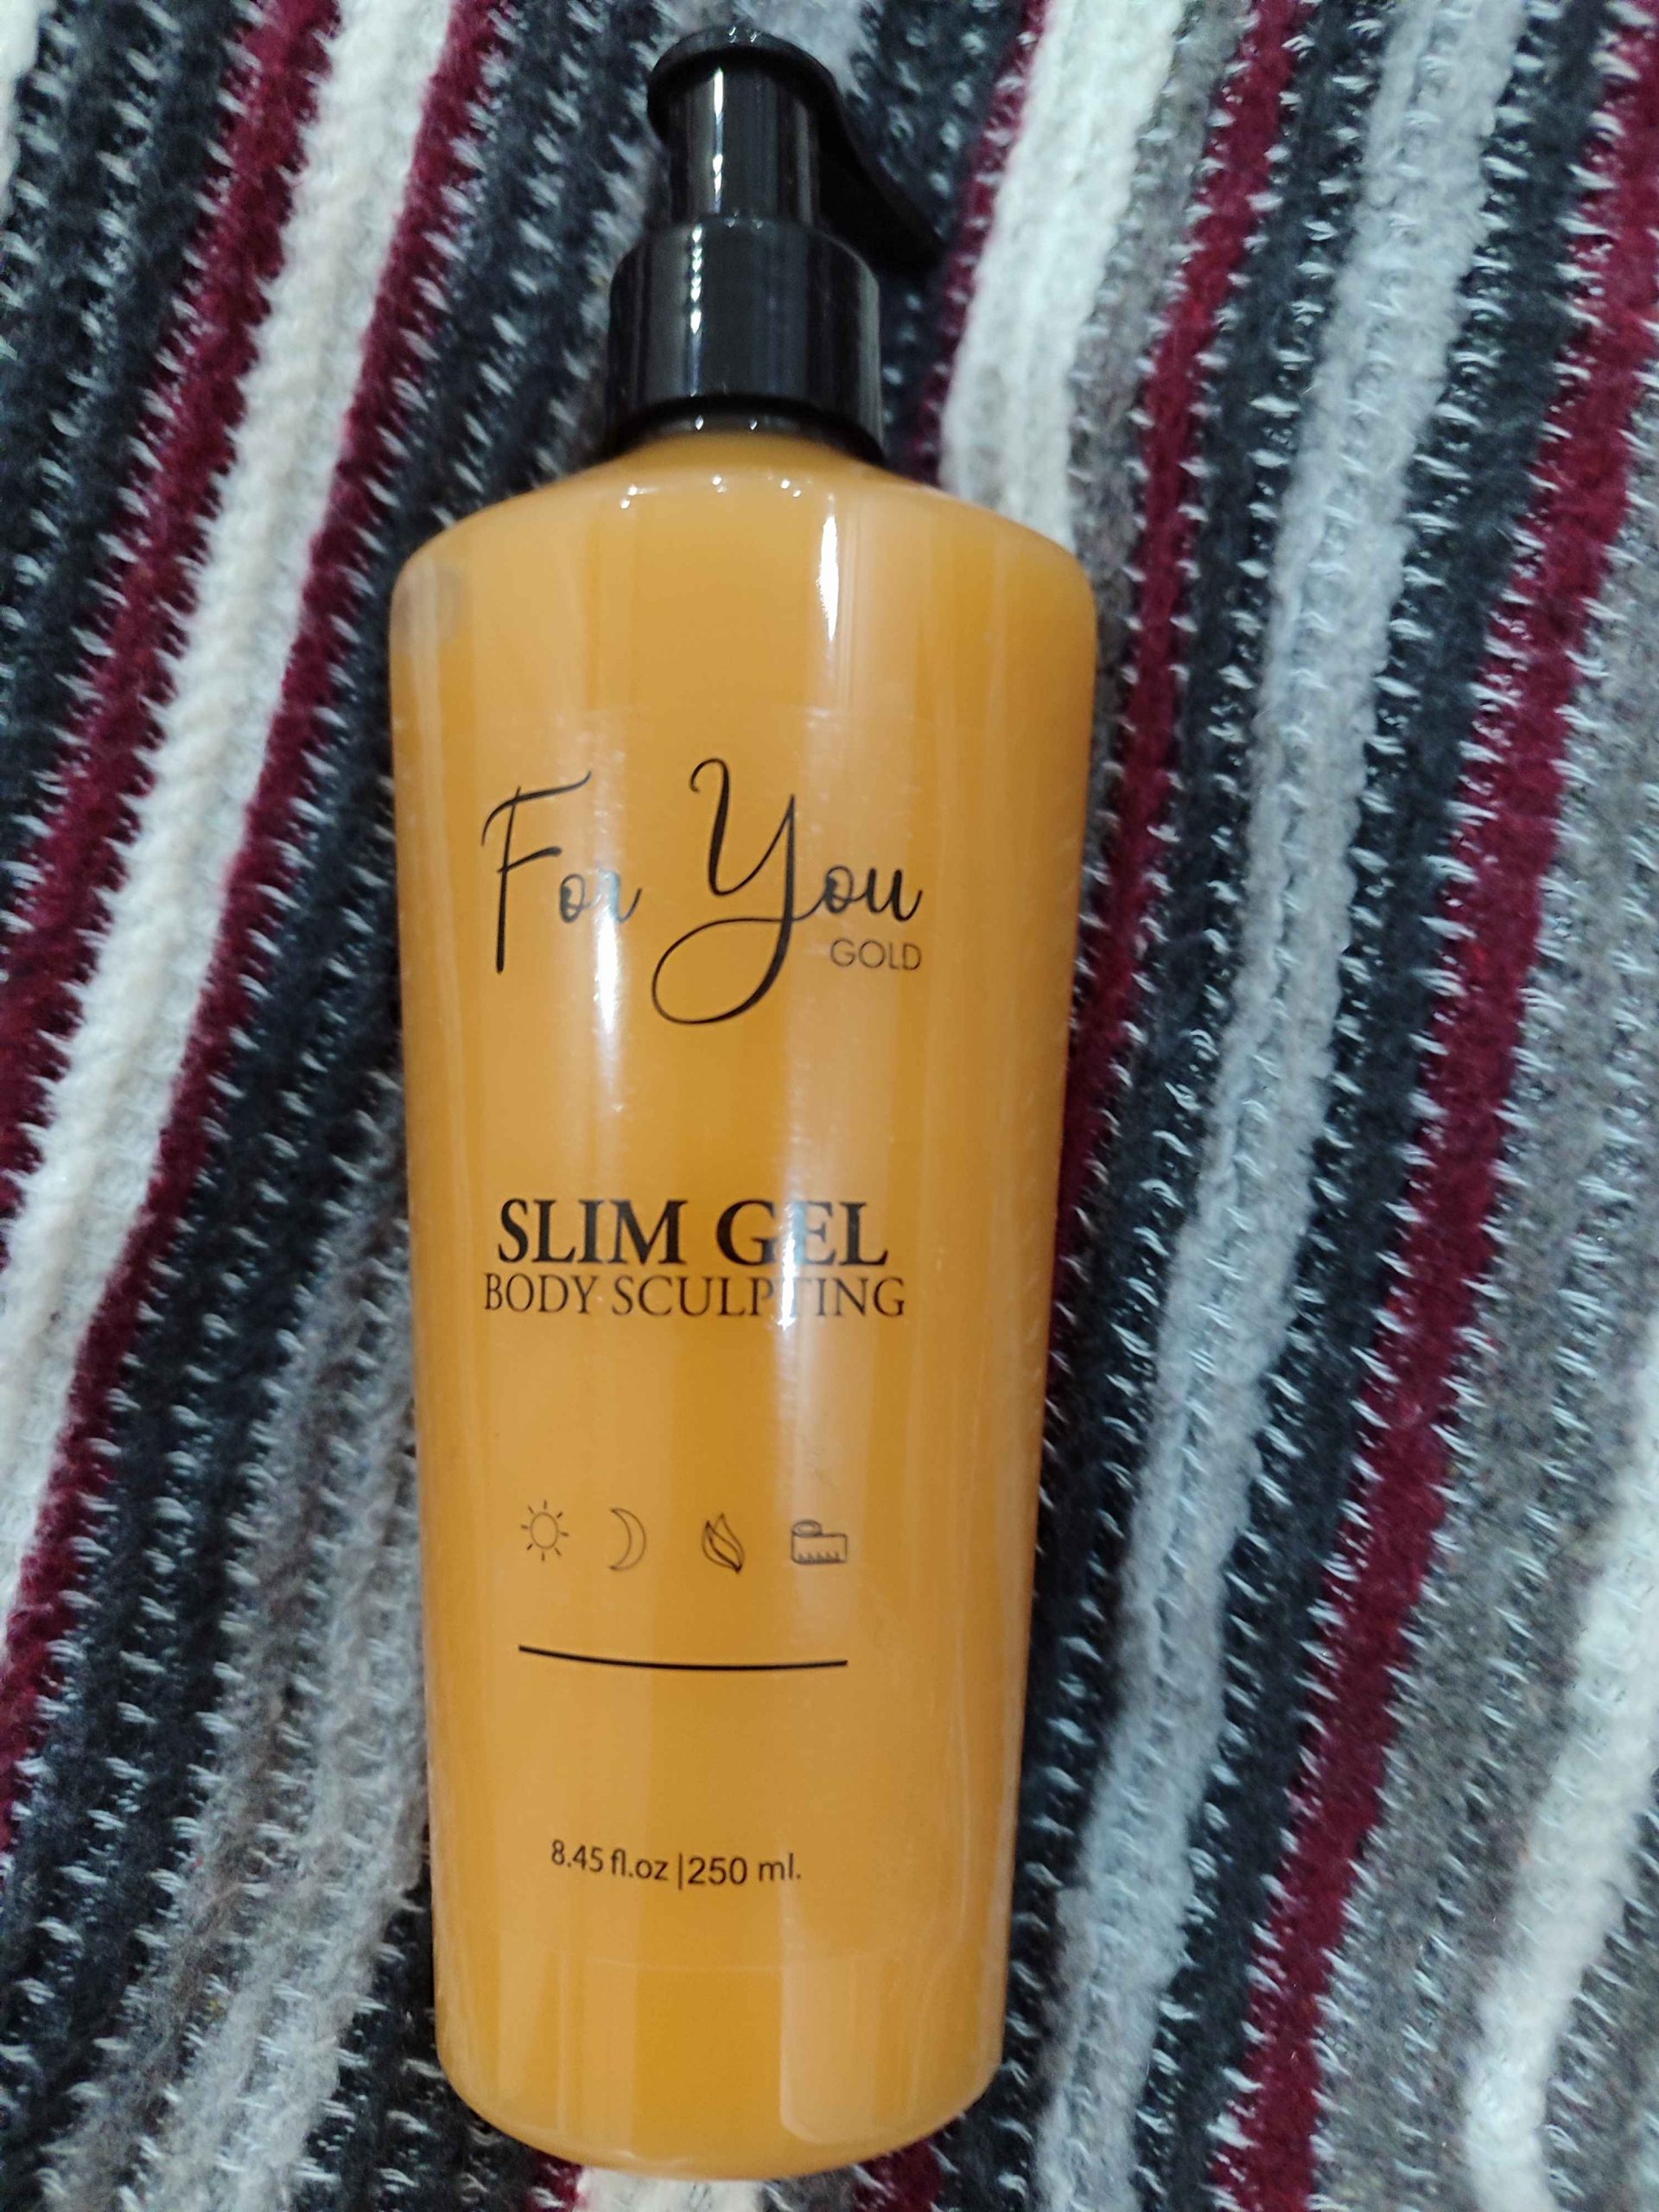 For You
GOLD
SLIM GEL
BODY SCULPTING
8.45 fl.oz | 250 ml.